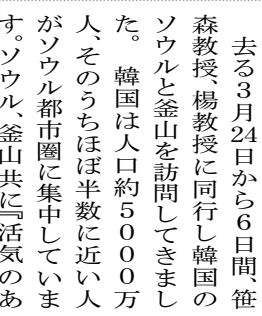 去る3月24日から6日間、笹
森教授、楊教授に同行し韓国の
ソウルと釜山を訪問してきまし
た。 韓国は人口約5000万
人、そのうちほぼ半数に近い人
がソウル都市圏に集中していま
す。ソウル、釜山共に『活気のあ